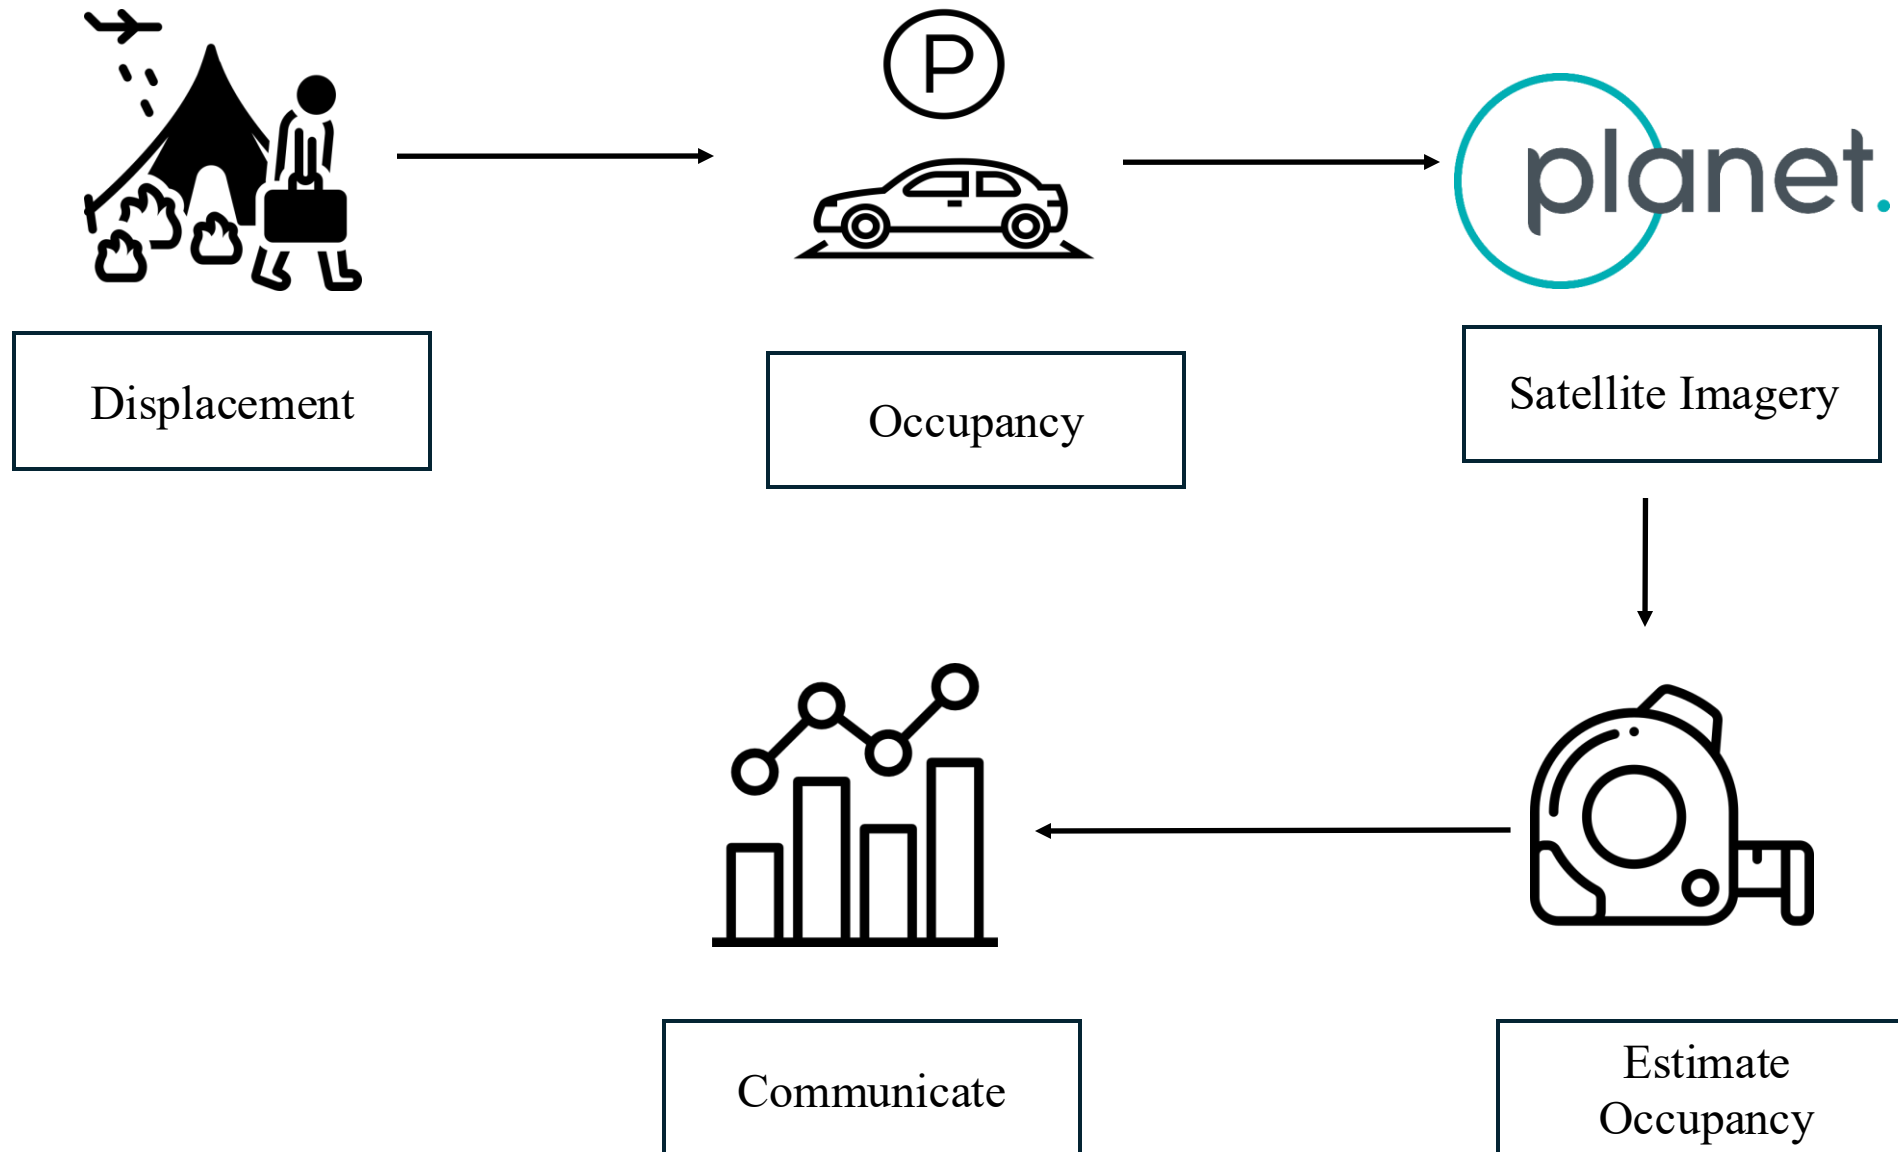 P
planet.
Displacement
Occupancy
Satellite Imagery
Communicate
Estimate
Occupancy